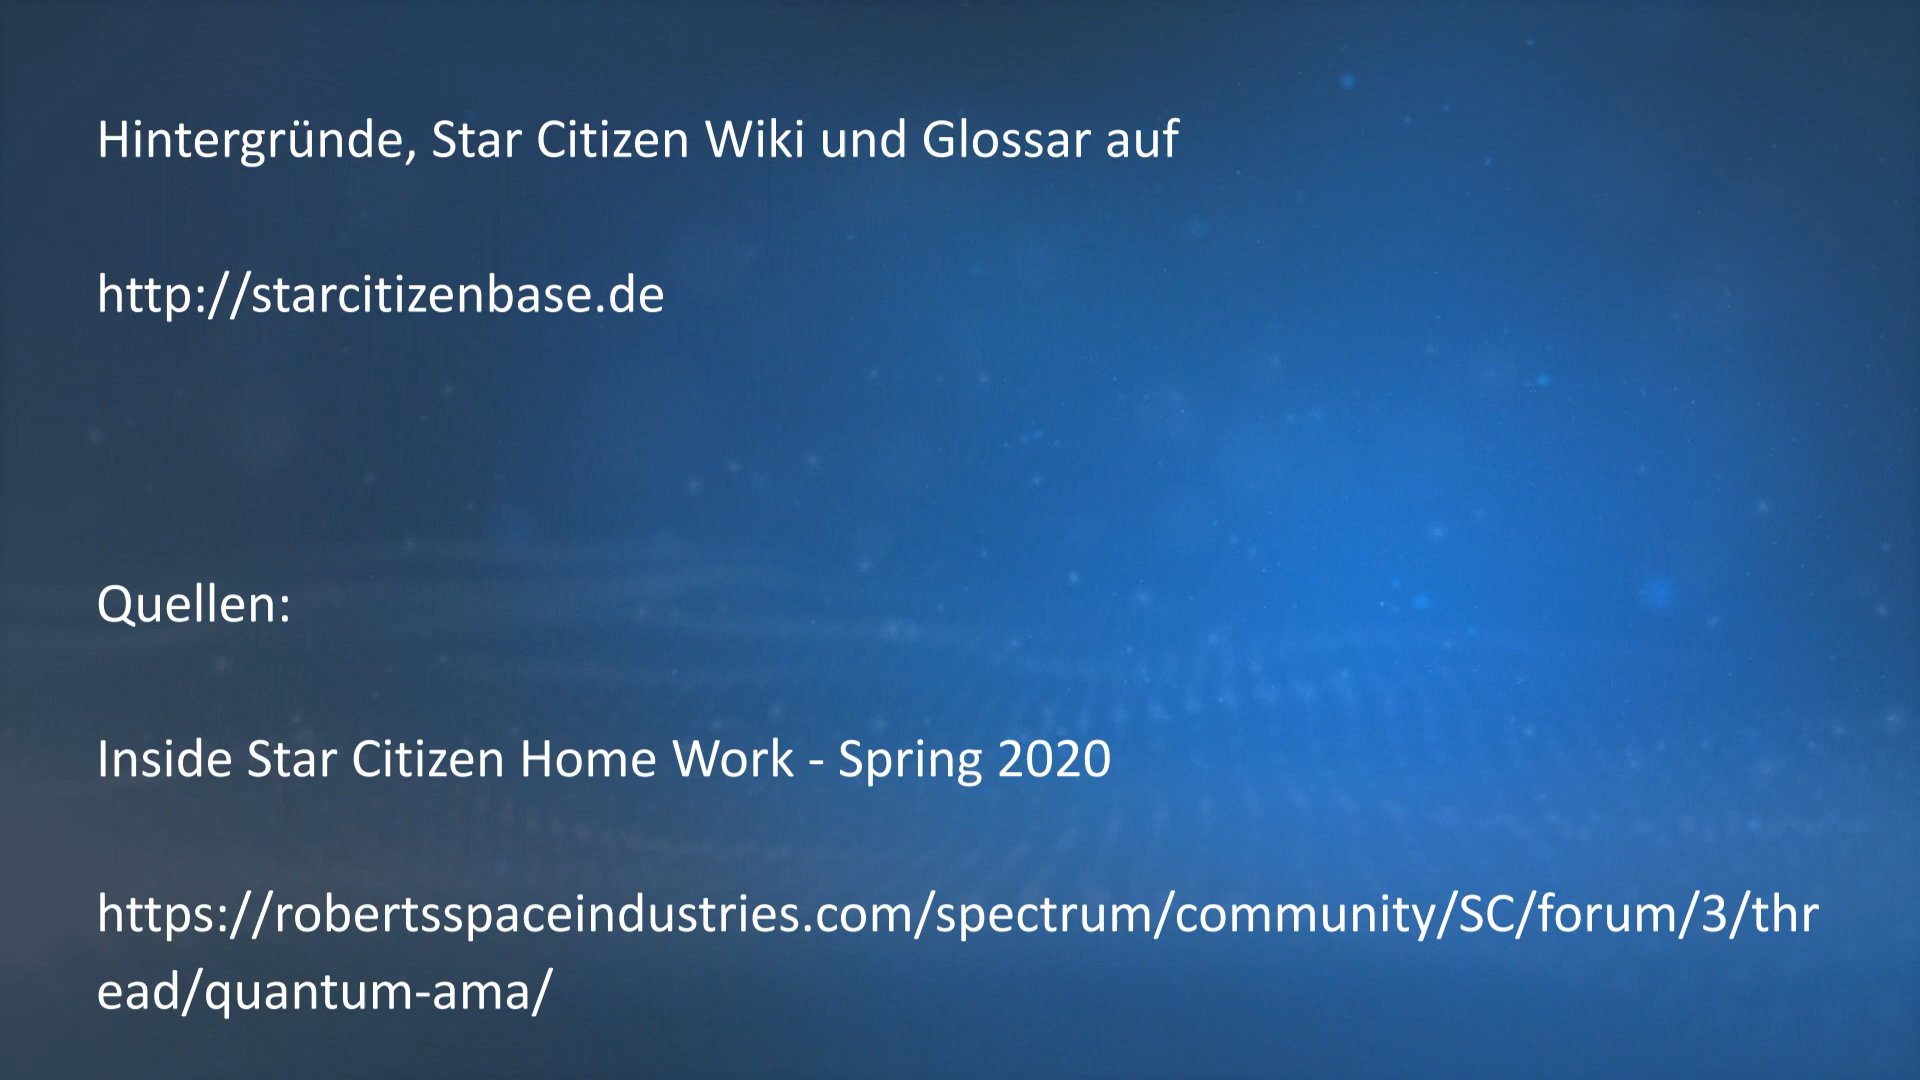 Hintergründe, Star Citizen Wiki und Glossar auf
http://starcitizenbase.de
Quellen:
Inside Star Citizen Home Work - Spring 2020
https://robertsspaceindustries.com/spectrum/community/SC/forum/3/thr
ead/quantum-ama/